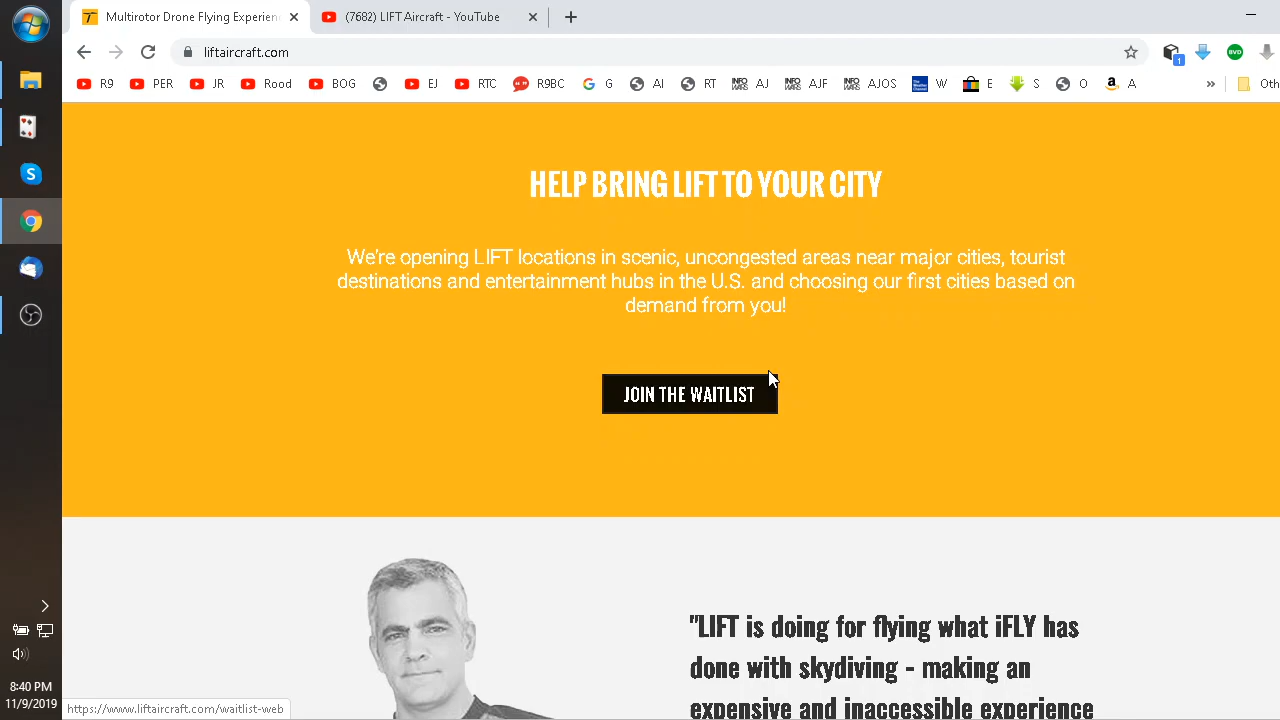 Multirotor Drone Flying Experien
(7682) LIFT Aircraft - YouTube
liftaircraft.com
1
BVD
R9 PER JR Rood BOG EJ RTC R9BC G AI RT AJ AJF AJOS W E S O A » Oth
HELP BRING LIFT TO YOUR CITY
We're opening LIFT locations in scenic, uncongested areas near major cities, tourist
destinations and entertainment hubs in the U.S. and choosing our first cities based on
demand from you!
JOIN THE WAITLIST
"LIFT is doing for flying what iFLY has
done with skydiving - making an
expensive and inaccessible experience
https://www.liftaircraft.com/waitlist-web
8:40 PM
11/9/2019